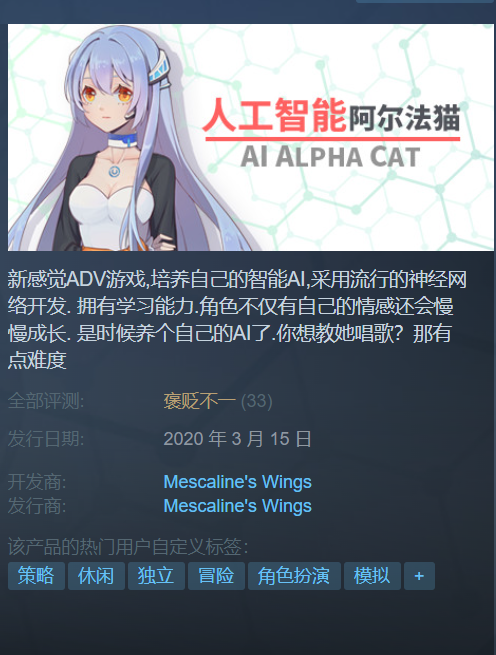 人工智能阿尔法猫
AI ALPHA CAT
新感觉ADV游戏,培养自己的智能AI,采用流行的神经网
络开发. 拥有学习能力.角色不仅有自己的情感还会慢
慢成长. 是时候养个自己的AI了.你想教她唱歌？那有
点难度
全部评测: 褒贬不一 (33)
发行日期: 2020 年 3 月 15 日
开发商: Mescaline's Wings
发行商: Mescaline's Wings
该产品的热门用户自定义标签：
策略 休闲 独立 冒险 角色扮演 模拟 +